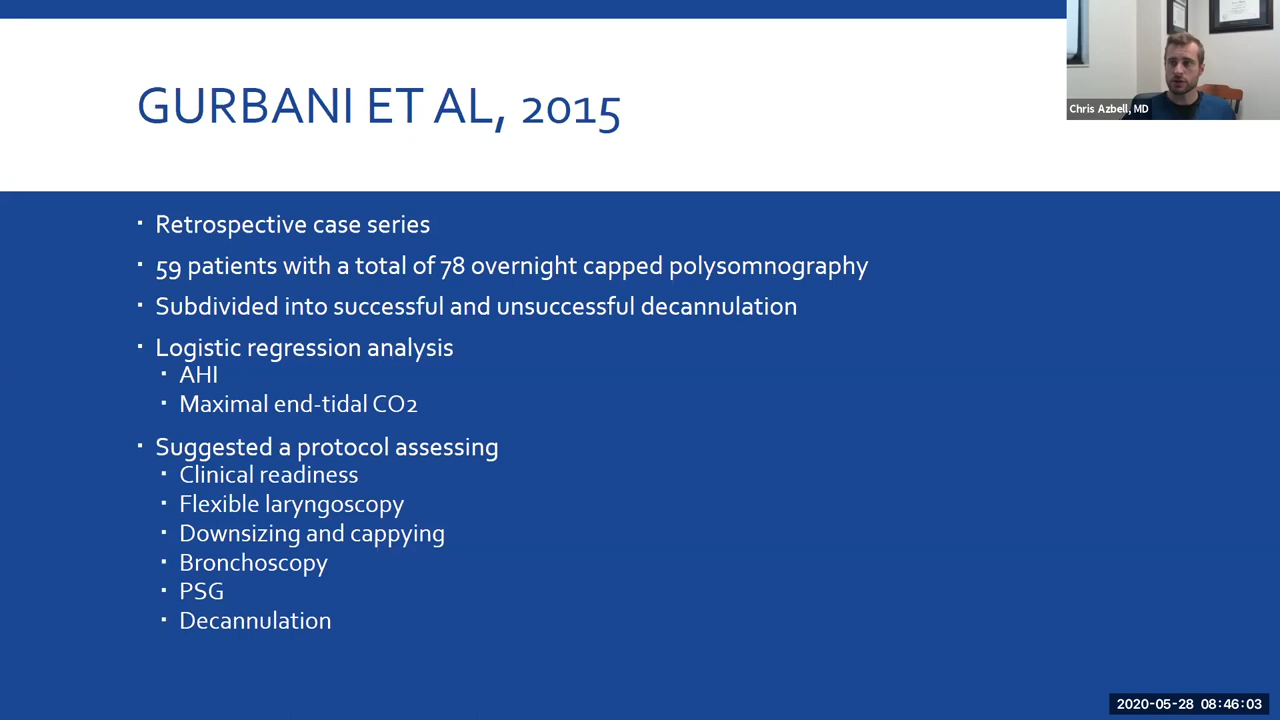 GURBANI ET AL, 2015
Chris Azbell, MD
Retrospective case series
59 patients with a total of 78 overnight capped polysomnography
Subdivided into successful and unsuccessful decannulation
Logistic regression analysis
AHI
Maximal end-tidal CO2
Suggested a protocol assessing
Clinical readiness
Flexible laryngoscopy
Downsizing and cappying
Bronchoscopy
PSG
Decannulation
2020-05-28 08:46:03